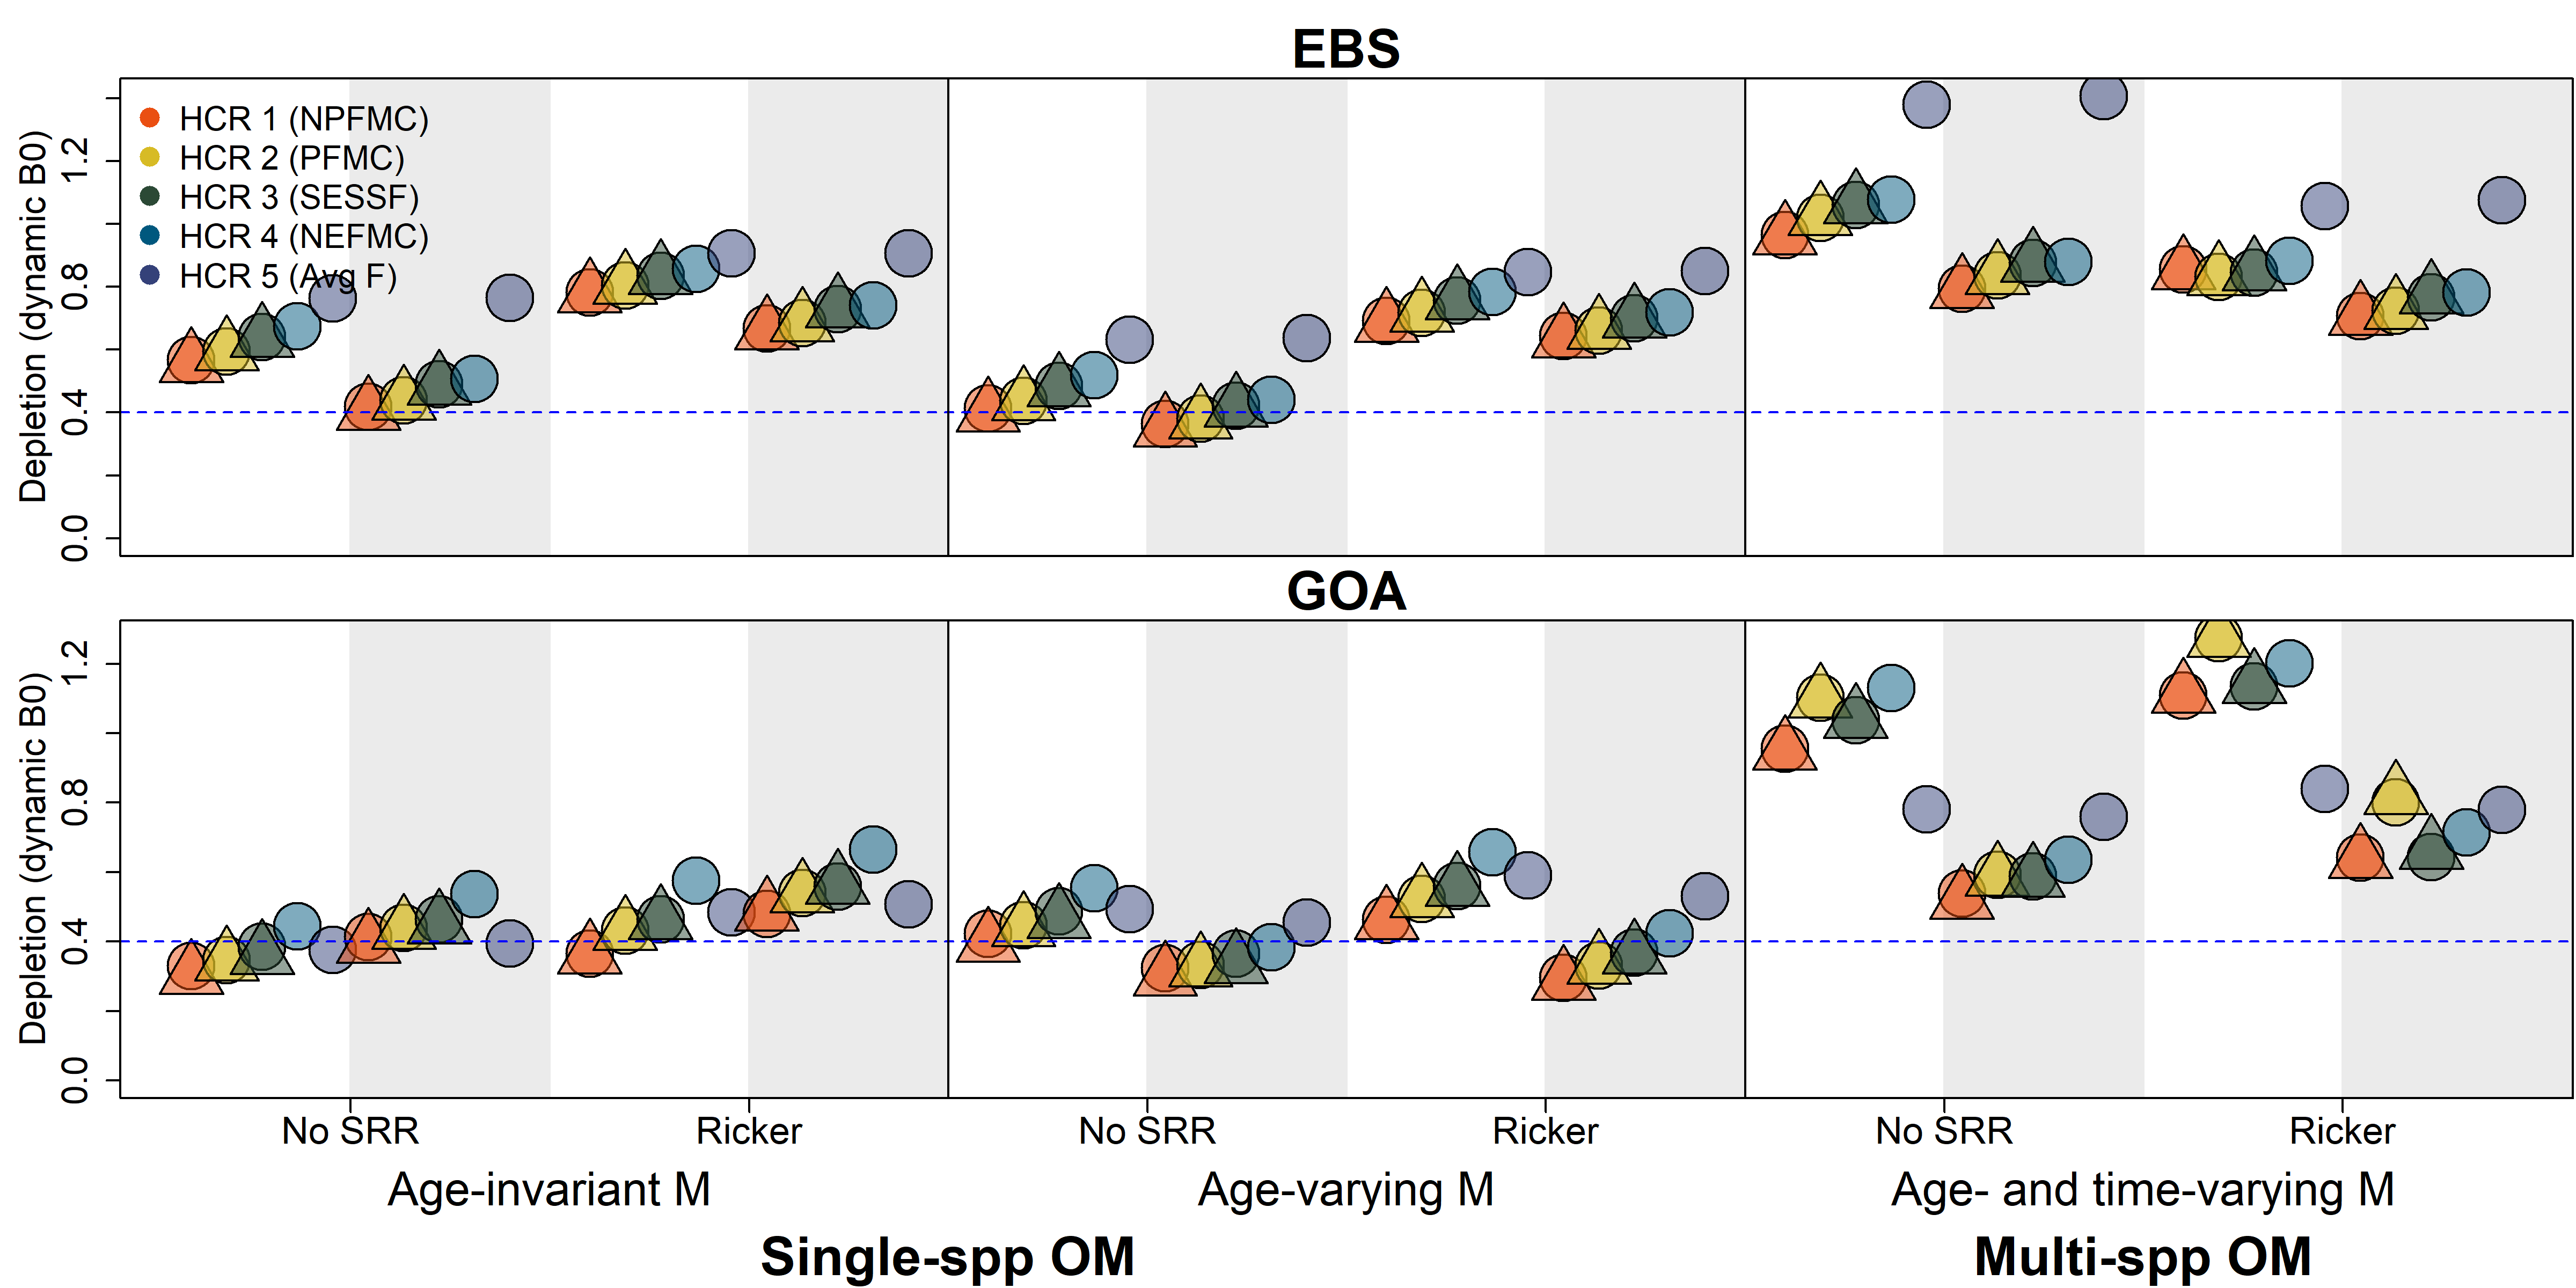 EBS
Depletion (dynamic B0)
0.0 0.4 0.8 1.2
HCR 1 (NPFMC)
HCR 2 (PFMC)
HCR 3 (SESSF)
HCR 4 (NEFMC)
HCR 5 (Avg F)
GOA
Depletion (dynamic B0)
0.0 0.4 0.8 1.2
No SRR Ricker No SRR Ricker No SRR Ricker
Age-invariant M Age-varying M Age- and time-varying M
Single-spp OM Multi-spp OM